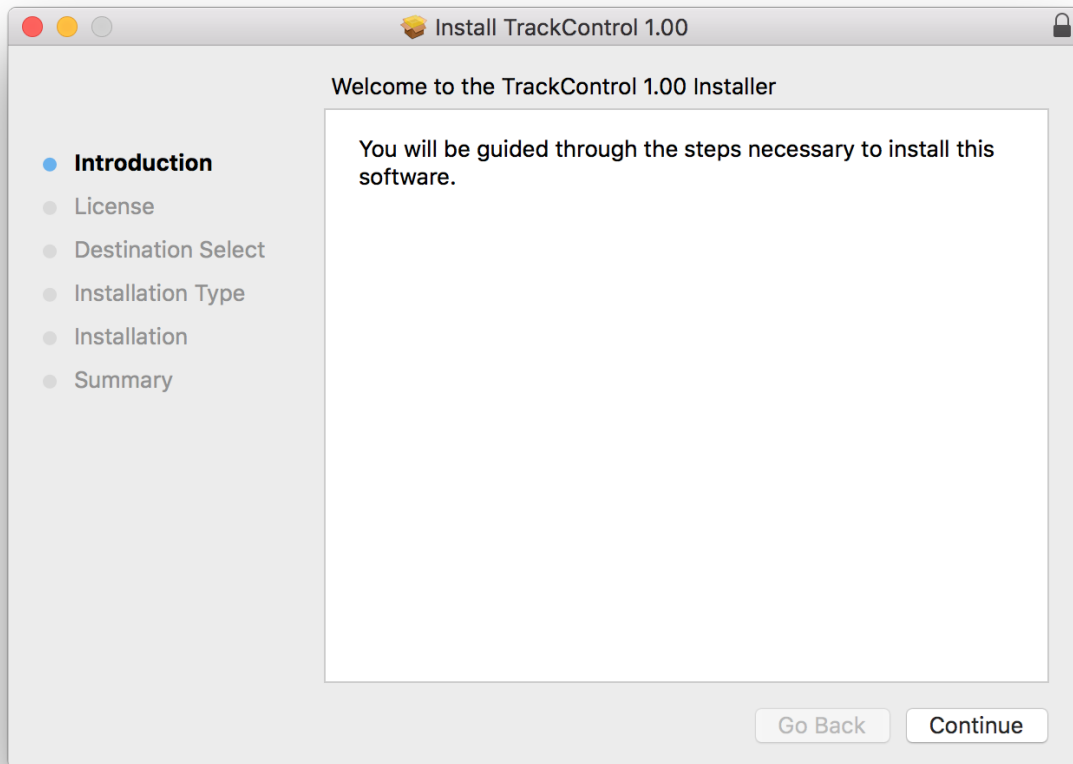 Install TrackControl 1.00
Welcome to the TrackControl 1.00 Installer
Introduction
License
Destination Select
Installation Type
Installation
Summary
You will be guided through the steps necessary to install this
software.
Go Back
Continue